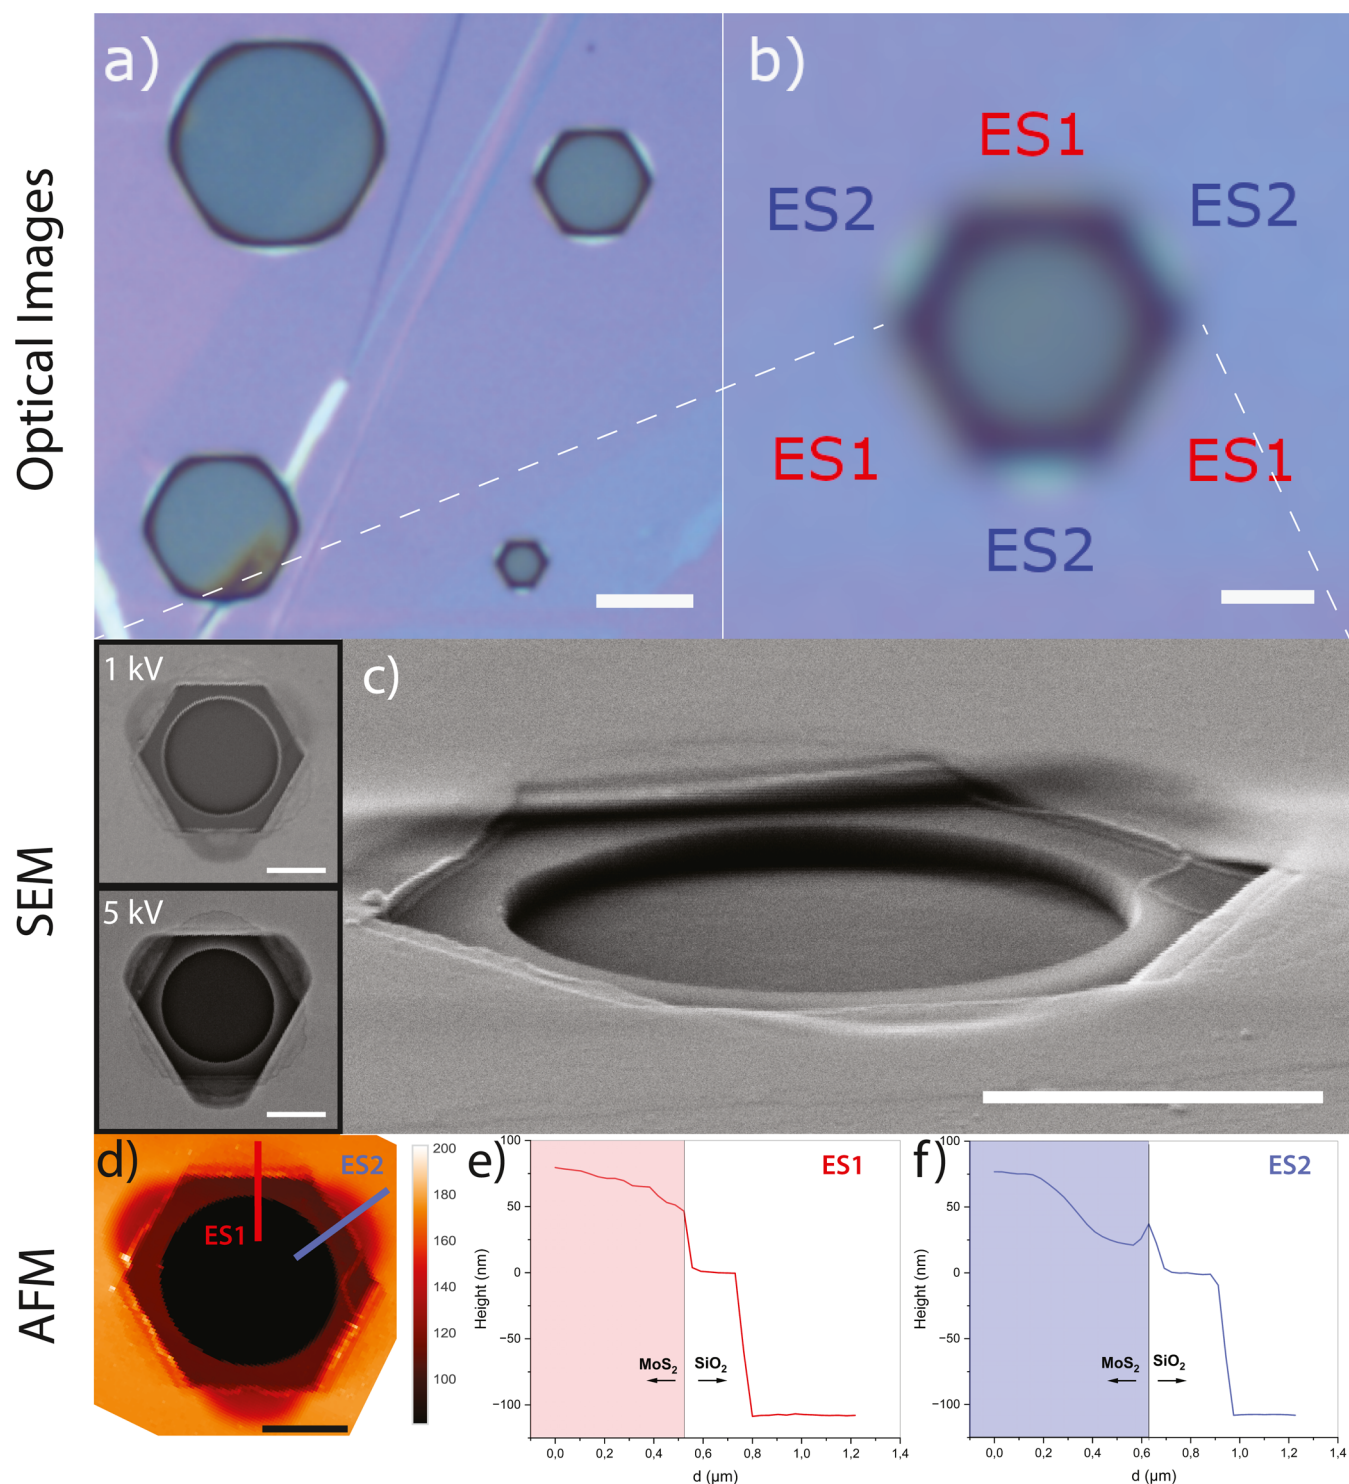 Optical Images
a)
b)
ES1
ES2
ES2
ES1
ES1
ES2
SEM
1 kV
c)
5 kV
AFM
d)
ES2
ES1
200
180
160
140
120
100
e)
ES1
100
50
0
−50
−100
Height (nm)
MoS2
SiO2
0,0 0,2 0,4 0,6 0,8 1,0 1,2 1,4
d (μm)
f)
ES2
100
50
0
−50
−100
Height (nm)
MoS2
SiO2
0,0 0,2 0,4 0,6 0,8 1,0 1,2 1,4
d (μm)